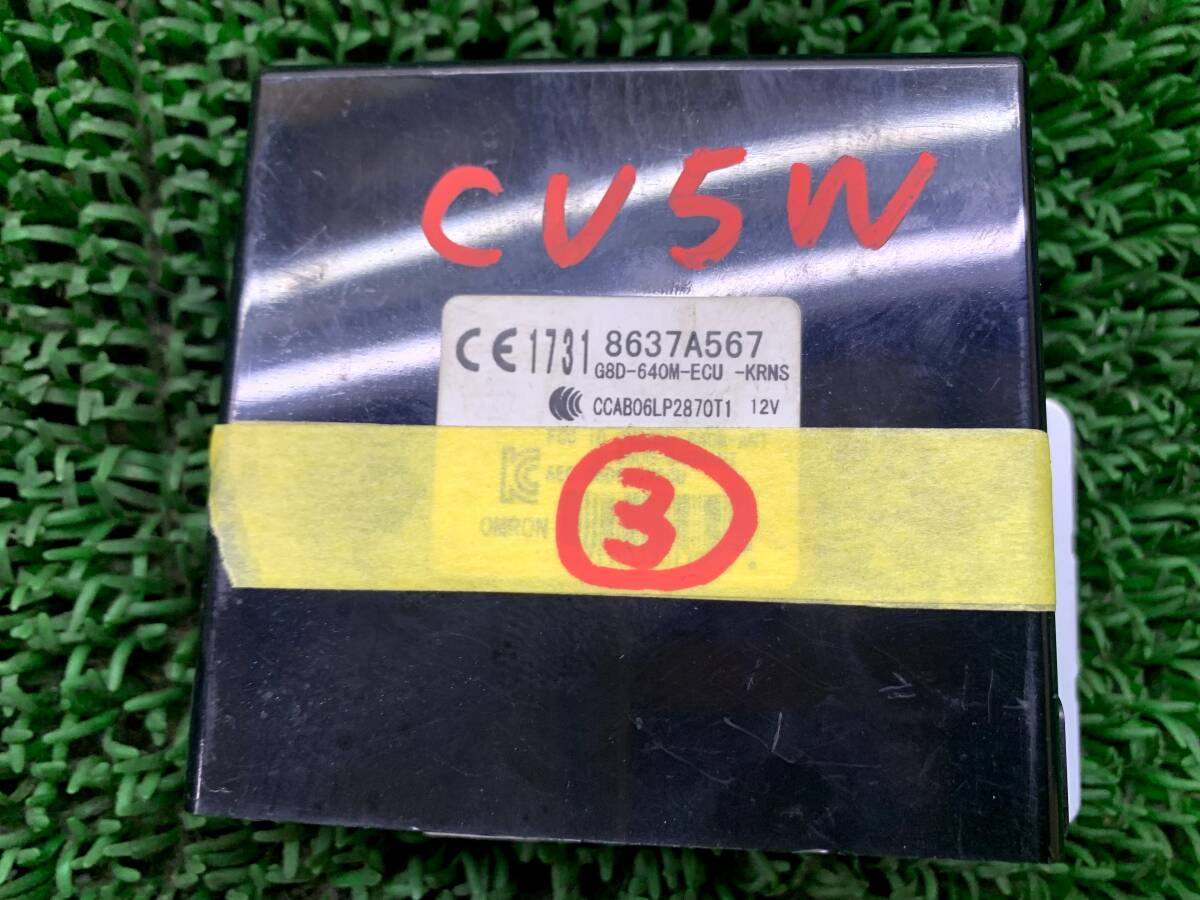 CV5W
CE 1731 8637A567
G8D-640M-ECU -KRNS
CCAB06LP2870T1 12V
OMRON
3